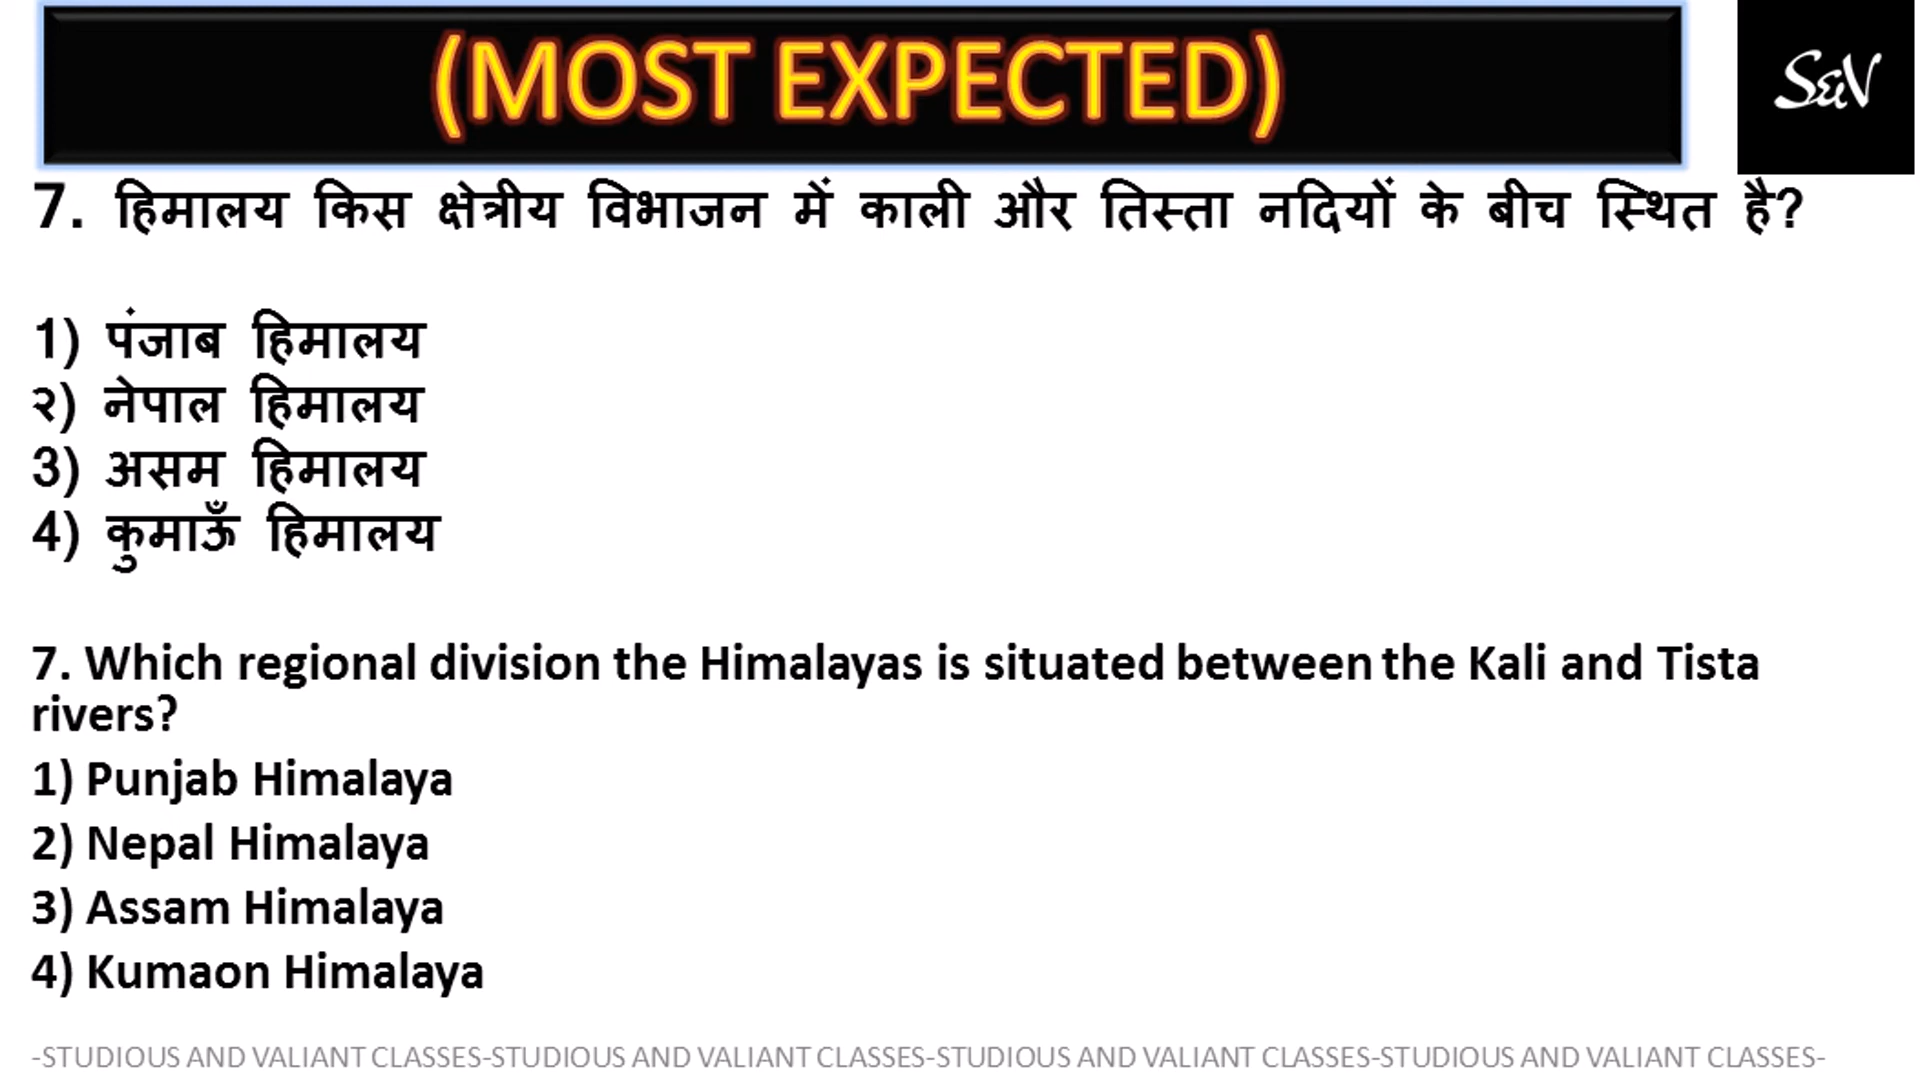 (MOST EXPECTED)
S&V
7. हिमालय किस क्षेत्रीय विभाजन में काली और तिस्ता नदियों के बीच स्थित है?
1) पंजाब हिमालय
२) नेपाल हिमालय
3) असम हिमालय
4) कुमाऊँ हिमालय
7. Which regional division the Himalayas is situated between the Kali and Tista
rivers?
1) Punjab Himalaya
2) Nepal Himalaya
3) Assam Himalaya
4) Kumaon Himalaya
-STUDIOUS AND VALIANT CLASSES-STUDIOUS AND VALIANT CLASSES-STUDIOUS AND VALIANT CLASSES-STUDIOUS AND VALIANT CLASSES-